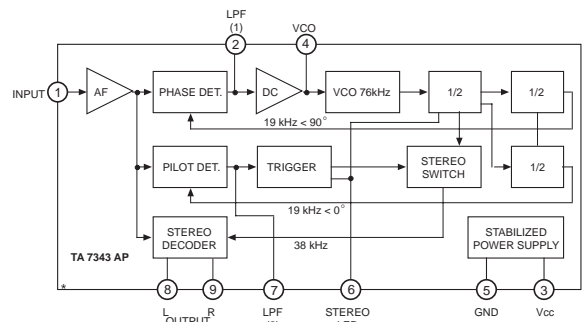 LPF
(1)
VCO
2
4
INPUT
1
AF
PHASE DET.
DC
VCO 76kHz
1/2
1/2
19 kHz < 90°
PILOT DET.
TRIGGER
STEREO
SWITCH
1/2
19 kHz < 0°
STEREO
DECODER
38 kHz
STABILIZED
POWER SUPPLY
TA 7343 AP
*
8
9
7
6
5
3
L
R
OUTPUT
LPF
STEREO
GND
Vcc